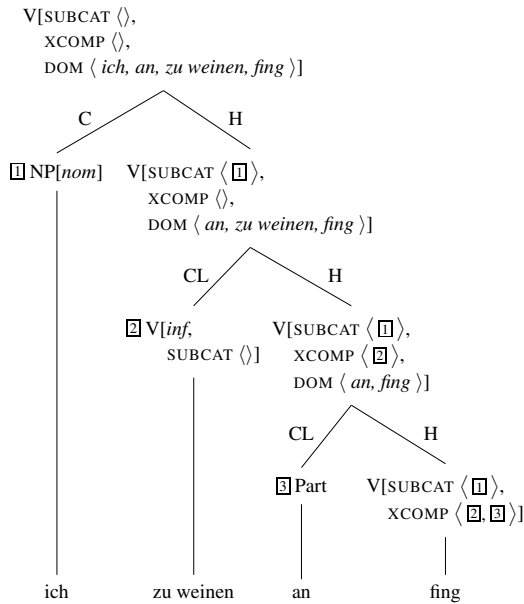 V[SUBCAT ⟨⟩,
XCOMP ⟨⟩,
DOM ⟨ ich, an, zu weinen, fing ⟩]
C H
1 NP[nom] V[SUBCAT ⟨ 1 ⟩,
XCOMP ⟨⟩,
DOM ⟨ an, zu weinen, fing ⟩]
CL H
2 V[inf, V[SUBCAT ⟨ 1 ⟩,
SUBCAT ⟨⟩] XCOMP ⟨ 2 ⟩,
DOM ⟨ an, fing ⟩]
CL H
3 Part V[SUBCAT ⟨ 1 ⟩,
XCOMP ⟨ 2, 3 ⟩]
ich zu weinen an fing